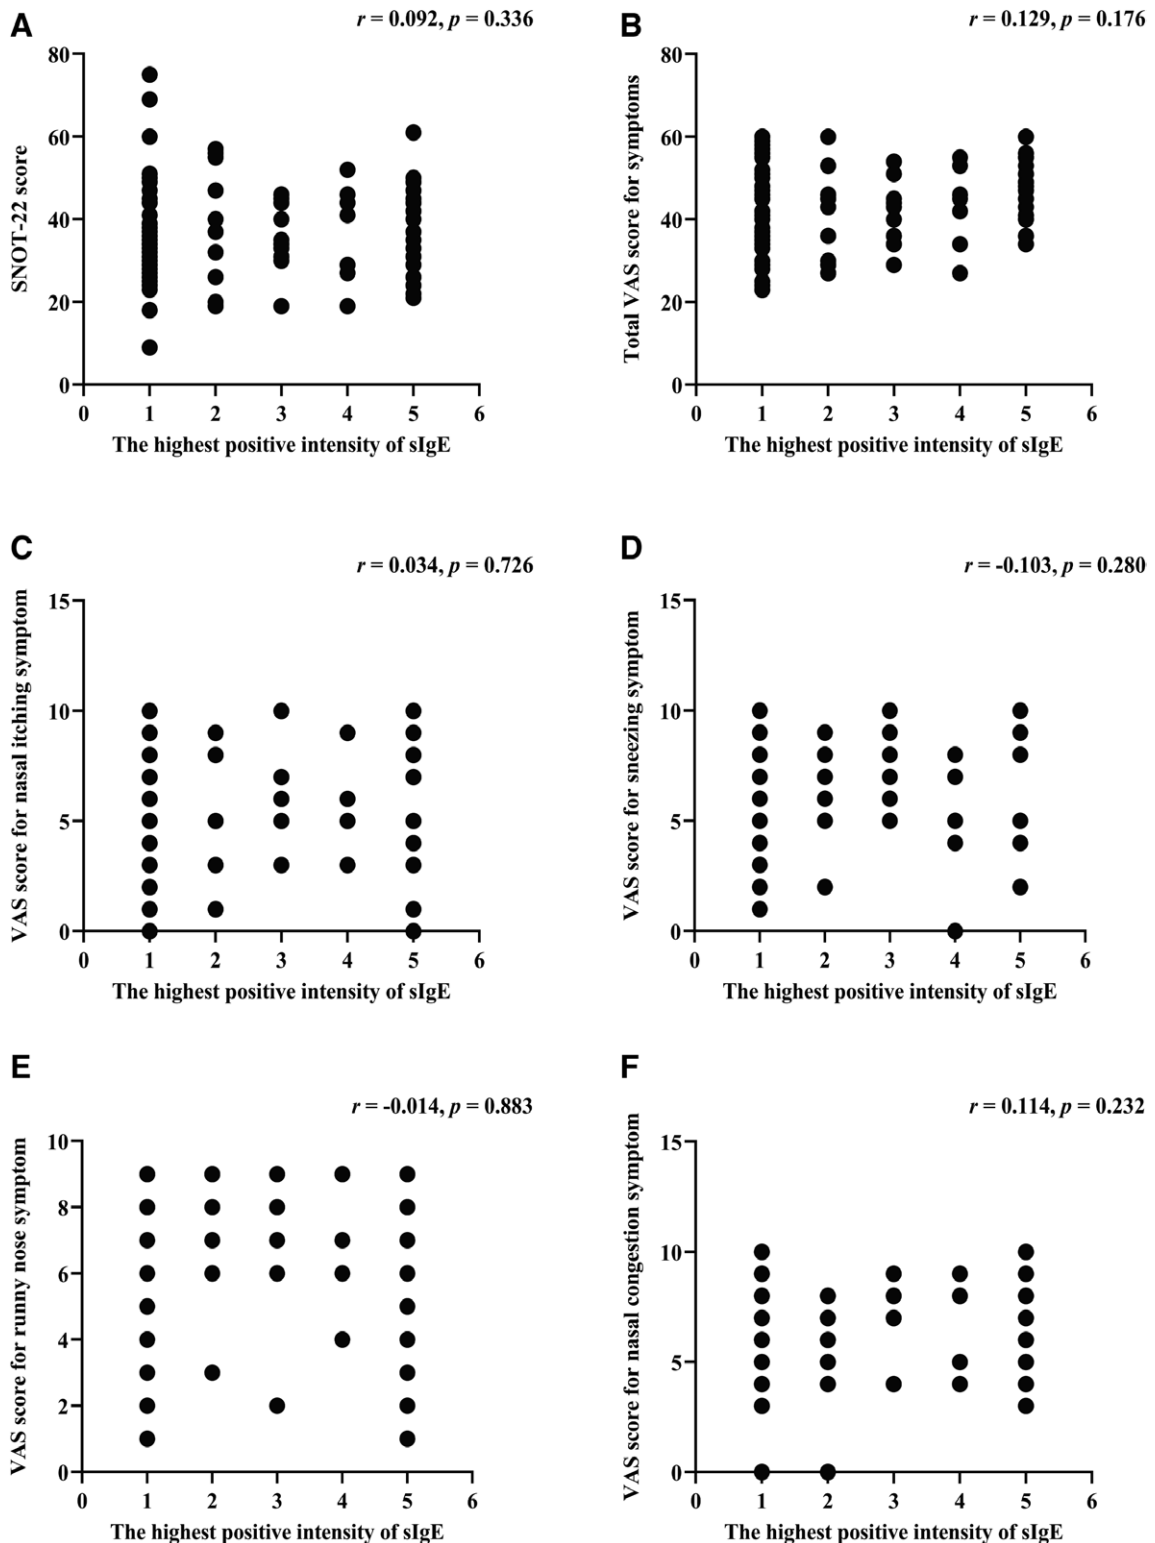 A
r = 0.092, p = 0.336
SNOT-22 score
80
60
40
20
0
0 1 2 3 4 5 6
The highest positive intensity of sIgE
B
r = 0.129, p = 0.176
Total VAS score for symptoms
80
60
40
20
0
0 1 2 3 4 5 6
The highest positive intensity of sIgE
C
r = 0.034, p = 0.726
VAS score for nasal itching symptom
15
10
5
0
0 1 2 3 4 5 6
The highest positive intensity of sIgE
D
r = -0.103, p = 0.280
VAS score for sneezing symptom
15
10
5
0
0 1 2 3 4 5 6
The highest positive intensity of sIgE
E
r = -0.014, p = 0.883
VAS score for runny nose symptom
10
8
6
4
2
0
0 1 2 3 4 5 6
The highest positive intensity of sIgE
F
r = 0.114, p = 0.232
VAS score for nasal congestion symptom
15
10
5
0
0 1 2 3 4 5 6
The highest positive intensity of sIgE